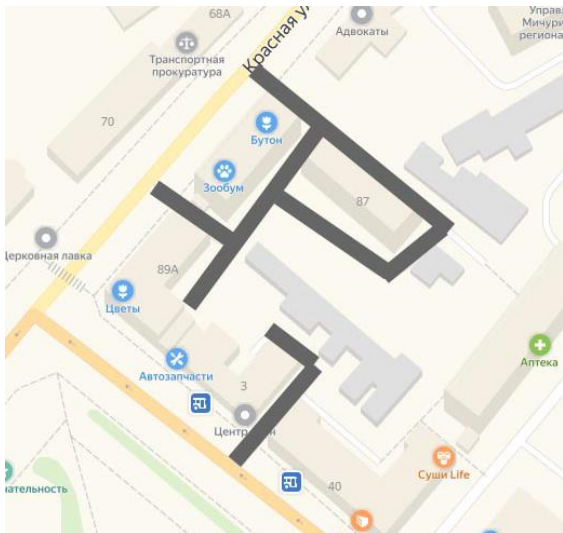 68А
Адвокаты
Управ
Мичури
региона
Красная ул
Транспортная
прокуратура
70
Бутон
Зообум
87
Церковная лавка
89А
Цветы
Автозапчасти
3
Аптека
Суши Life
40